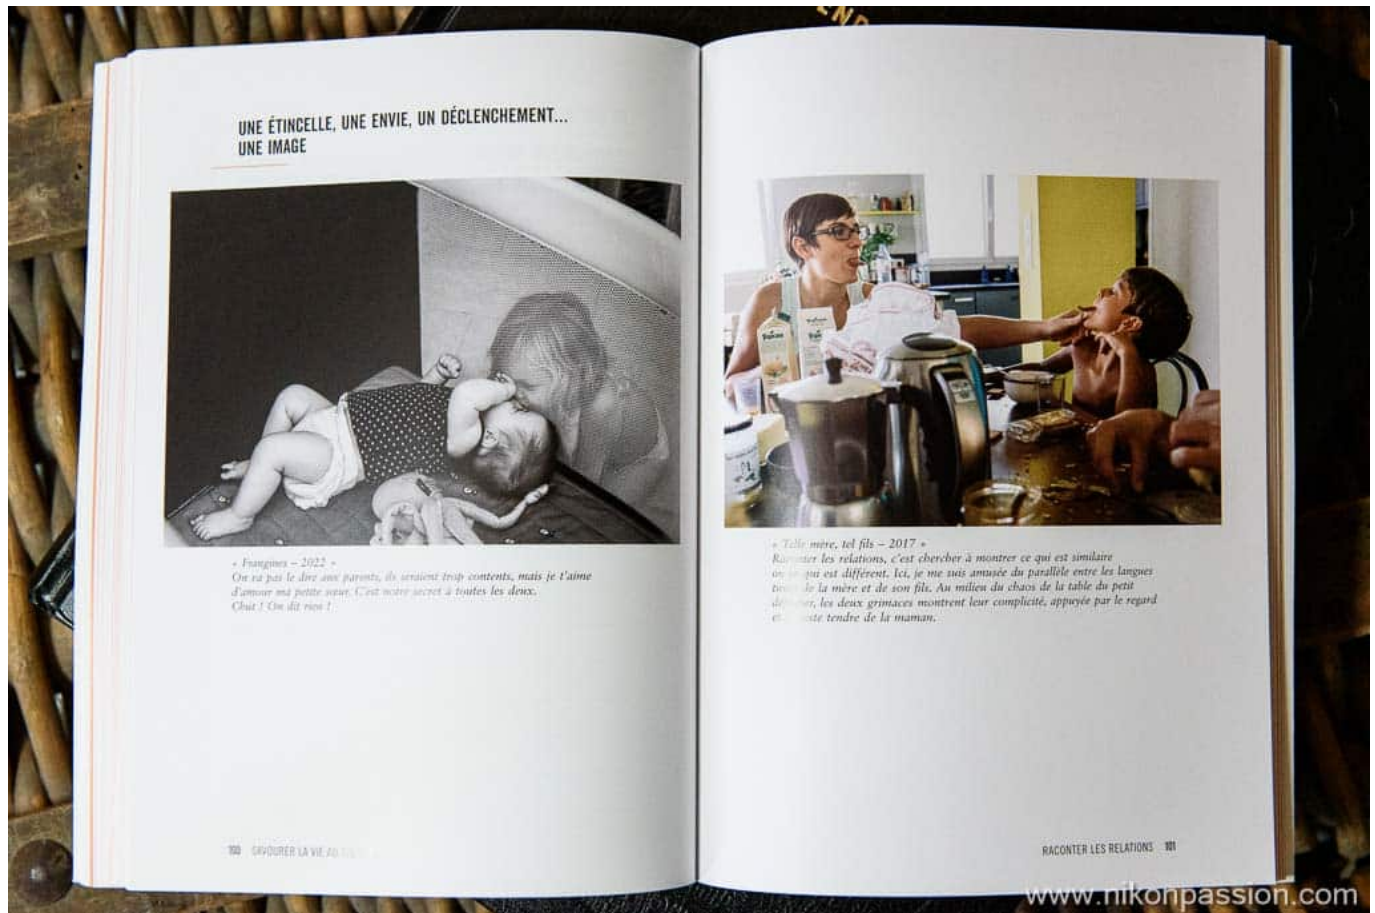 UNE ÉTINCELLE, UNE ENVIE, UN DÉCLENCHEMENT...
UNE IMAGE
« Frangines – 2022 »
On va pas le dire aux parents, ils seraient trop contents, mais je t'aime
d'amour ma petite sœur. C'est notre secret à toutes les deux.
Chut ! On dit rien !
« Telle mère, tel fils – 2017 »
Raconter les relations, c'est chercher à montrer ce qui est similaire
ou ce qui est différent. Ici, je me suis amusée du parallèle entre les langues
de la mère et de son fils. Au milieu du chaos de la table du petit
les deux grimaces montrent leur complicité, appuyée par le regard
tendre de la maman.
100 SAVOURER LA VIE AU
RACONTER LES RELATIONS 101
www.nikonpassion.com